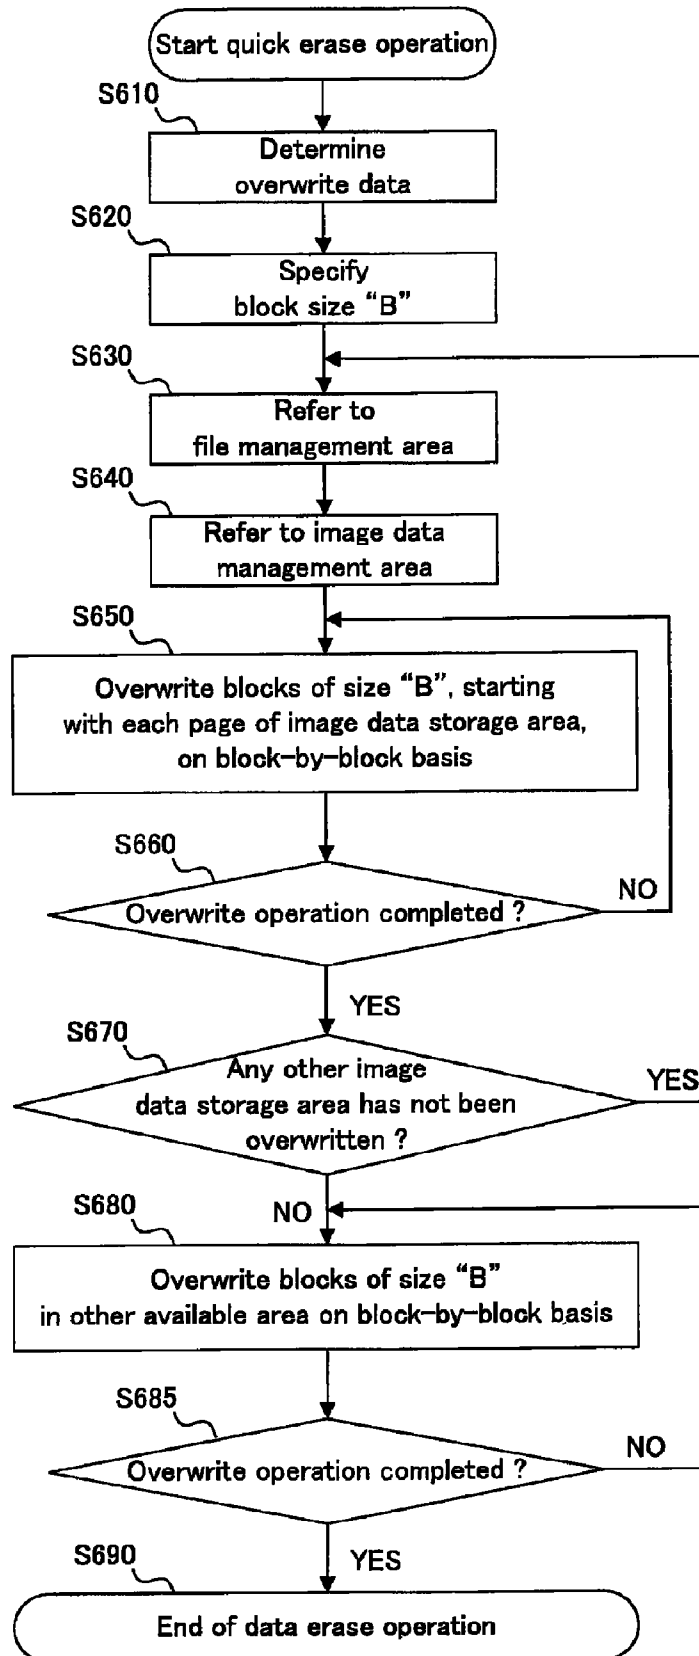 Start quick erase operation
S610
Determine
overwrite data
S620
Specify
block size “B”
S630
Refer to
file management area
S640
Refer to image data
management area
S650
Overwrite blocks of size “B”, starting
with each page of image data storage area,
on block-by-block basis
S660
Overwrite operation completed ?
NO
YES
S670
Any other image
data storage area has not been
overwritten ?
YES
NO
S680
Overwrite blocks of size “B”
in other available area on block-by-block basis
S685
Overwrite operation completed ?
NO
YES
S690
End of data erase operation